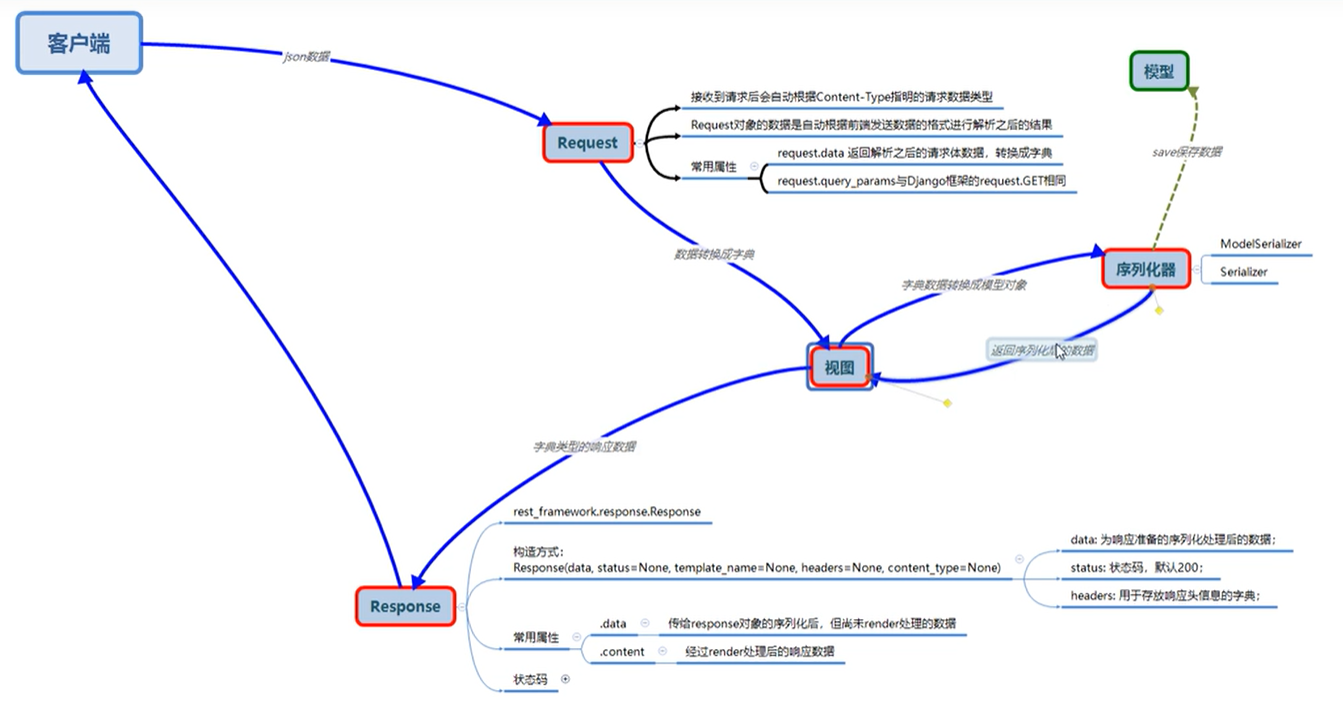 客户端
json数据
模型
接收到请求后会自动根据Content-Type指明的请求数据类型
Request对象的数据是自动根据前端发送数据的格式进行解析之后的结果
Request
常用属性
request.data 返回解析之后的请求体数据，转换成字典
request.query_params与Django框架的request.GET相同
save保存数据
数据转换成字典
ModelSerializer
序列化器
Serializer
字典数据转换成模型对象
返回序列化后的数据
视图
字典类型的响应数据
rest_framework.response.Response
构造方式：
Response(data, status=None, template_name=None, headers=None, content_type=None)
data: 为响应准备的序列化处理后的数据；
status: 状态码，默认200；
headers: 用于存放响应头信息的字典；
Response
常用属性
.data
传给response对象的序列化后，但尚未render处理的数据
.content
经过render处理后的响应数据
状态码